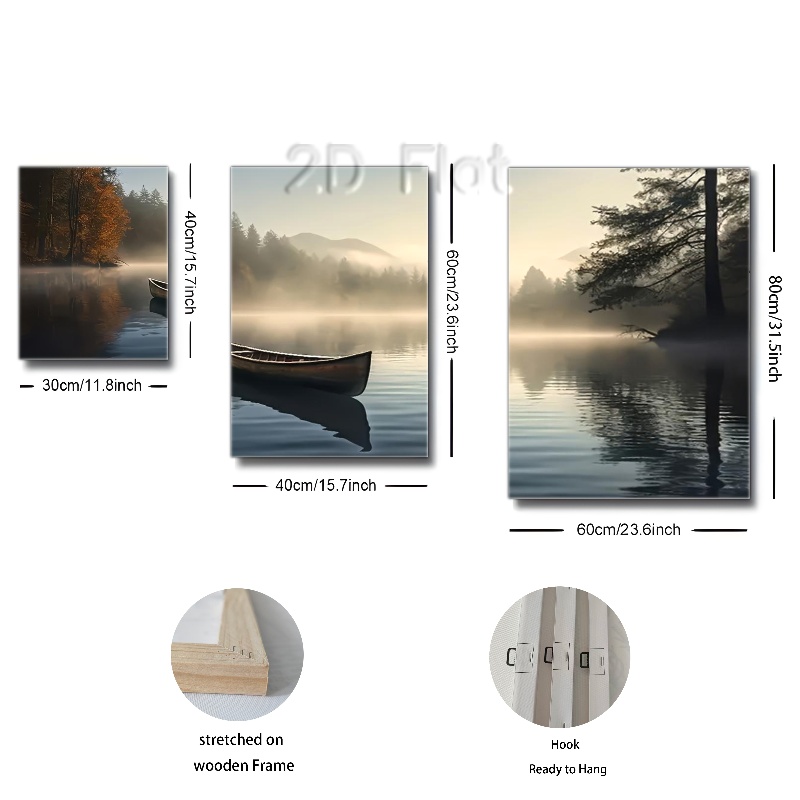 2D Flat
40cm/15.7inch
30cm/11.8inch
60cm/23.6inch
40cm/15.7inch
80cm/31.5inch
60cm/23.6inch
stretched on
wooden Frame
Hook
Ready to Hang